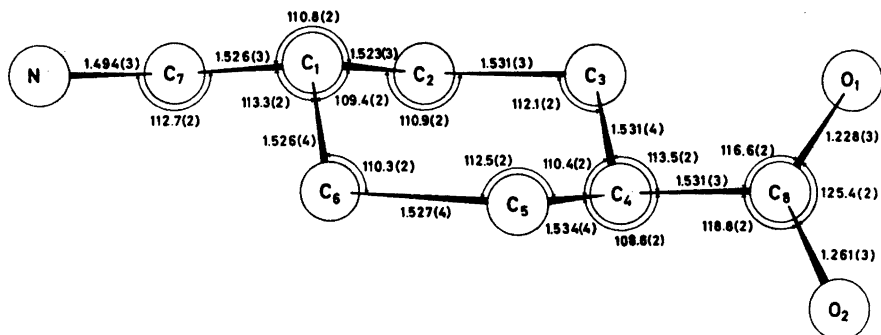 110.8(2)
1.526(3)
1.523(3)
1.494(3)
1.531(3)
N
C7
C1
C2
C3
O1
113.3(2)
109.4(2)
112.7(2)
110.9(2)
112.1(2)
1.228(3)
1.526(4)
1.531(4)
116.6(2)
110.3(2)
112.5(2)
110.4(2)
113.5(2)
C6
C5
C4
1.531(3)
C8
125.4(2)
1.527(4)
1.534(4)
118.8(2)
108.6(2)
1.261(3)
O2